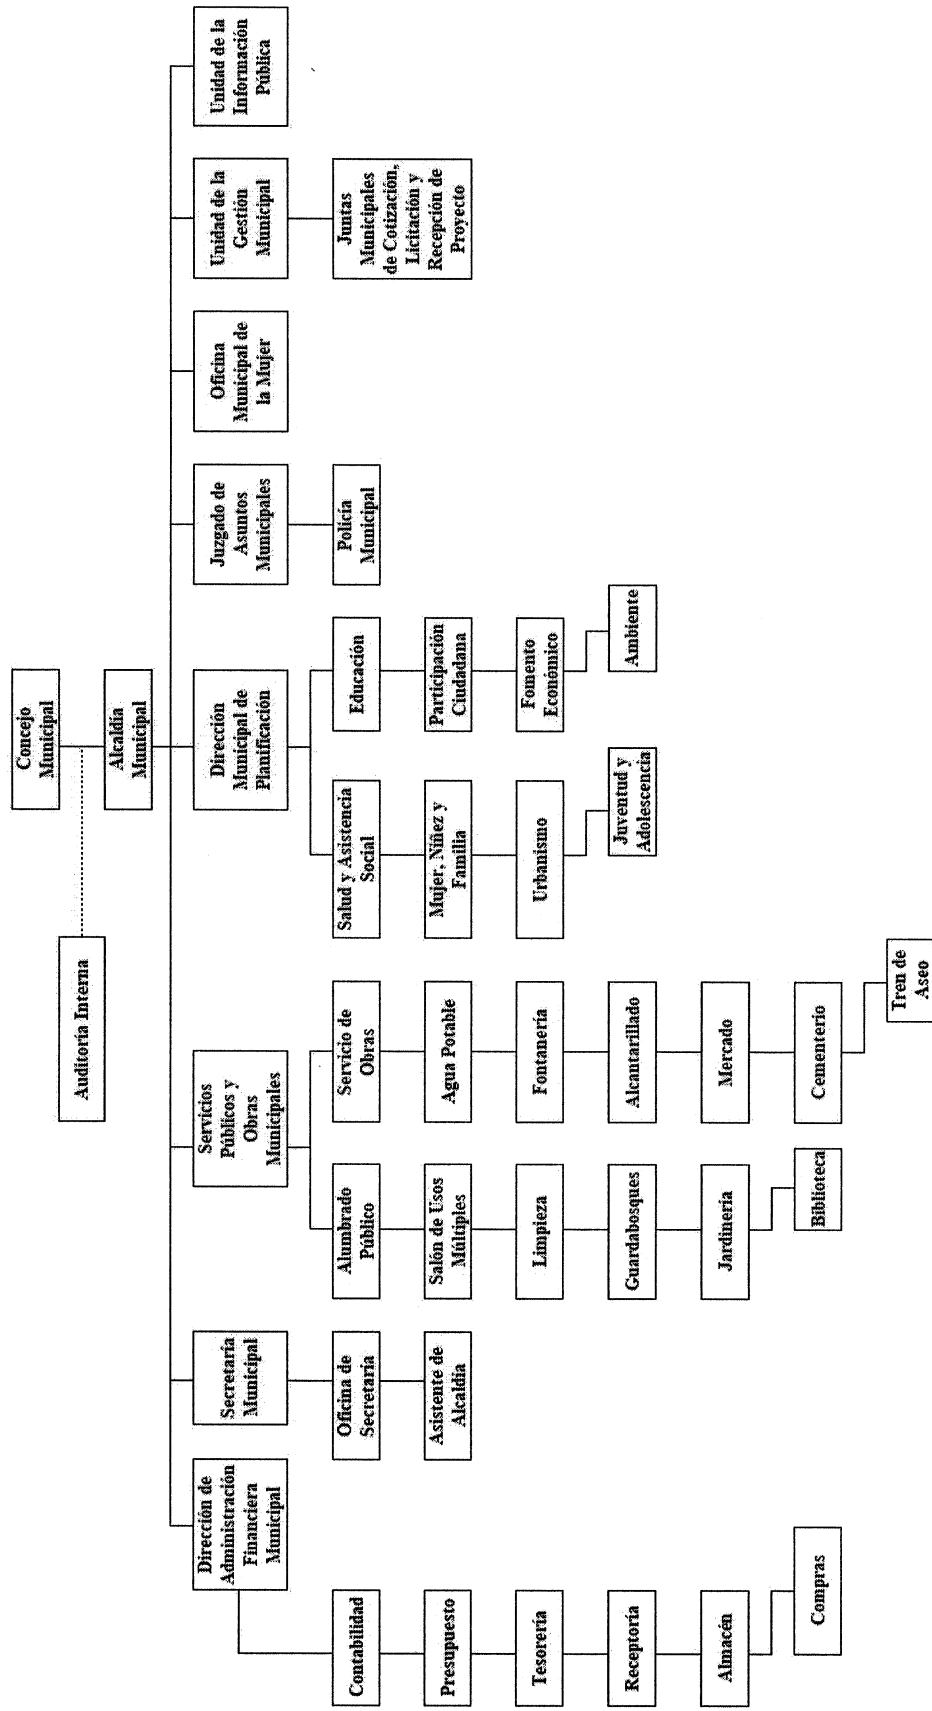 Concejo
Municipal
Auditoría Interna
Alcaldía
Municipal
Dirección de
Administración
Financiera
Municipal
Secretaría
Municipal
Servicios
Públicos y
Obras
Municipales
Dirección
Municipal de
Planificación
Juzgado de
Asuntos
Municipales
Oficina
Municipal de
la Mujer
Unidad de la
Gestión
Municipal
Unidad de la
Información
Pública
Contabilidad
Presupuesto
Tesorería
Receptoría
Almacén
Compras
Oficina de
Secretaría
Asistente de
Alcaldía
Alumbrado
Público
Salón de Usos
Múltiples
Limpieza
Guardabosques
Jardinería
Biblioteca
Servicio de
Obras
Agua Potable
Fontanería
Alcantarillado
Mercado
Cementerio
Tren de
Aseo
Salud y Asistencia
Social
Mujer, Niñez y
Familia
Urbanismo
Juventud y
Adolescencia
Educación
Participación
Ciudadana
Fomento
Económico
Ambiente
Policía
Municipal
Juntas
Municipales
de Cotización,
Licitación y
Recepción de
Proyecto